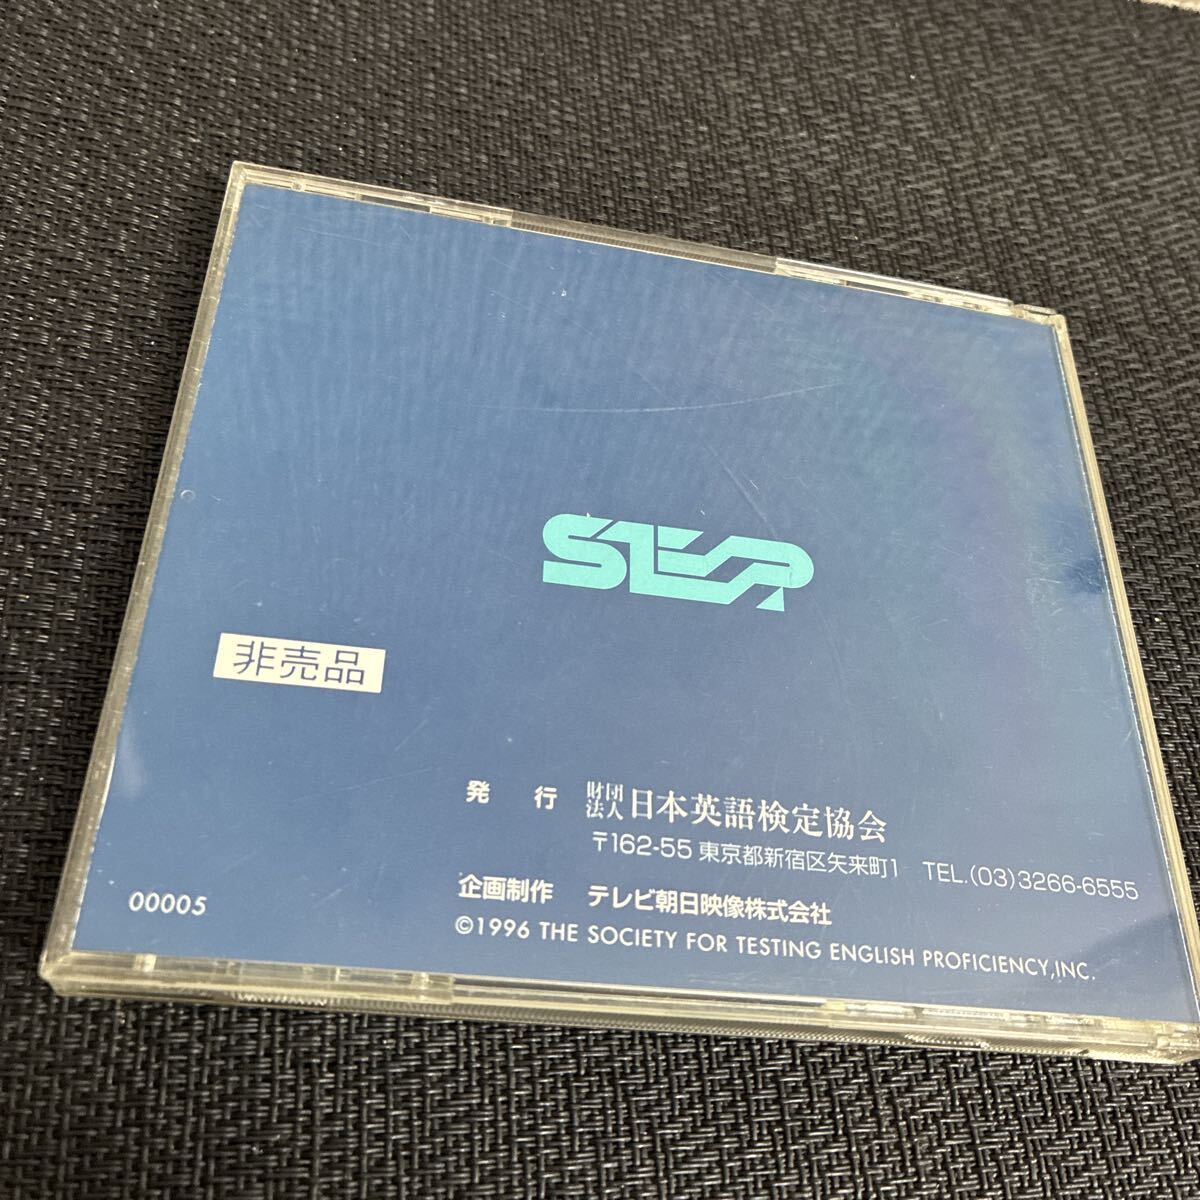 STEP
非売品
発 行 財団法人 日本英語検定協会
〒162-55 東京都新宿区矢来町1 TEL.(03)3266-6555
企画制作 テレビ朝日映像株式会社
©1996 THE SOCIETY FOR TESTING ENGLISH PROFICIENCY,INC.
00005